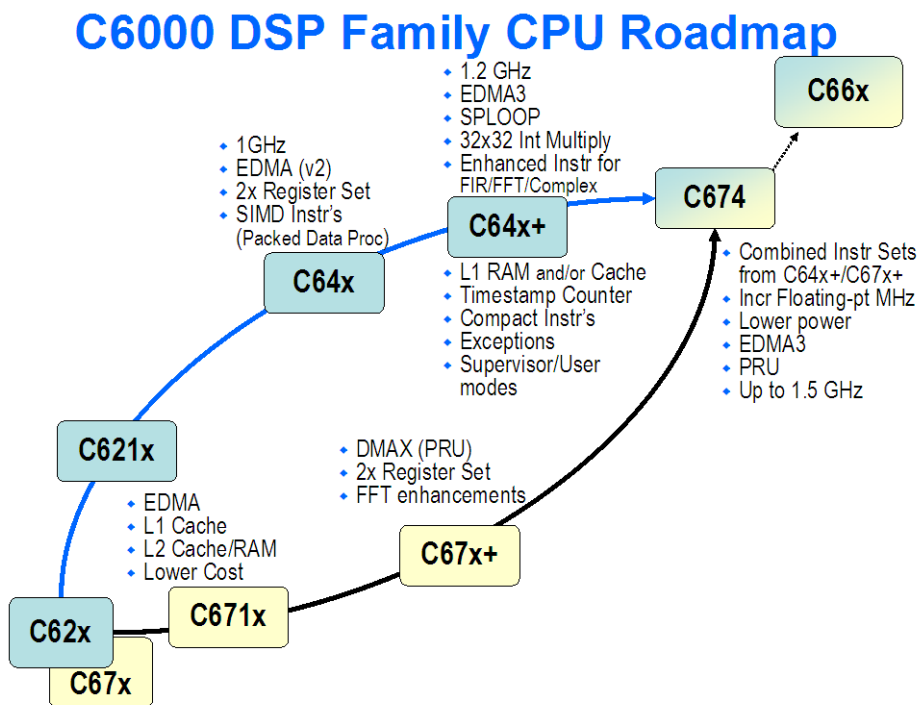 C6000 DSP Family CPU Roadmap
1.2 GHz
EDMA3
SPLOOP
32x32 Int Multiply
Enhanced Instr for
FIR/FFT/Complex
C66x
1GHz
EDMA (v2)
2x Register Set
SIMD Instr's
(Packed Data Proc)
C674
C64x+
C64x
L1 RAM and/or Cache
Timestamp Counter
Compact Instr's
Exceptions
Supervisor/User
modes
Combined Instr Sets
from C64x+/C67x+
Incr Floating-pt MHz
Lower power
EDMA3
PRU
Up to 1.5 GHz
C621x
EDMA
L1 Cache
L2 Cache/RAM
Lower Cost
DMAX (PRU)
2x Register Set
FFT enhancements
C67x+
C671x
C62x
C67x